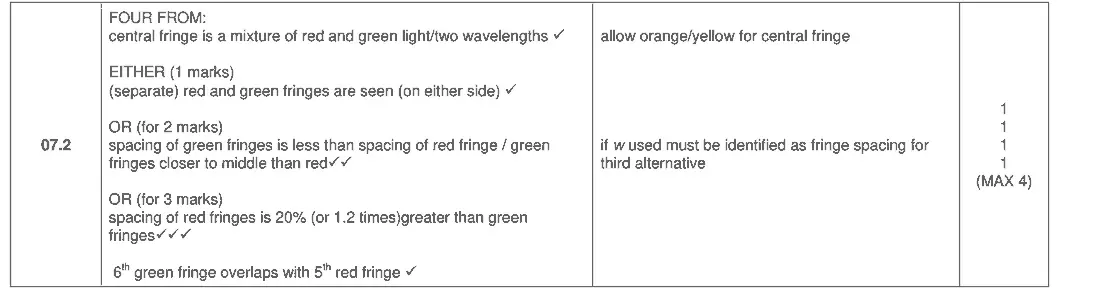 FOUR FROM:
central fringe is a mixture of red and green light/two wavelengths ✓
allow orange/yellow for central fringe
EITHER (1 marks)
(separate) red and green fringes are seen (on either side) ✓
OR (for 2 marks)
07.2
spacing of green fringes is less than spacing of red fringe / green
fringes closer to middle than red✓✓
if w used must be identified as fringe spacing for
third alternative
OR (for 3 marks)
spacing of red fringes is 20% (or 1.2 times)greater than green
fringes✓✓✓
6th green fringe overlaps with 5th red fringe ✓
1
1
1
1
(MAX 4)